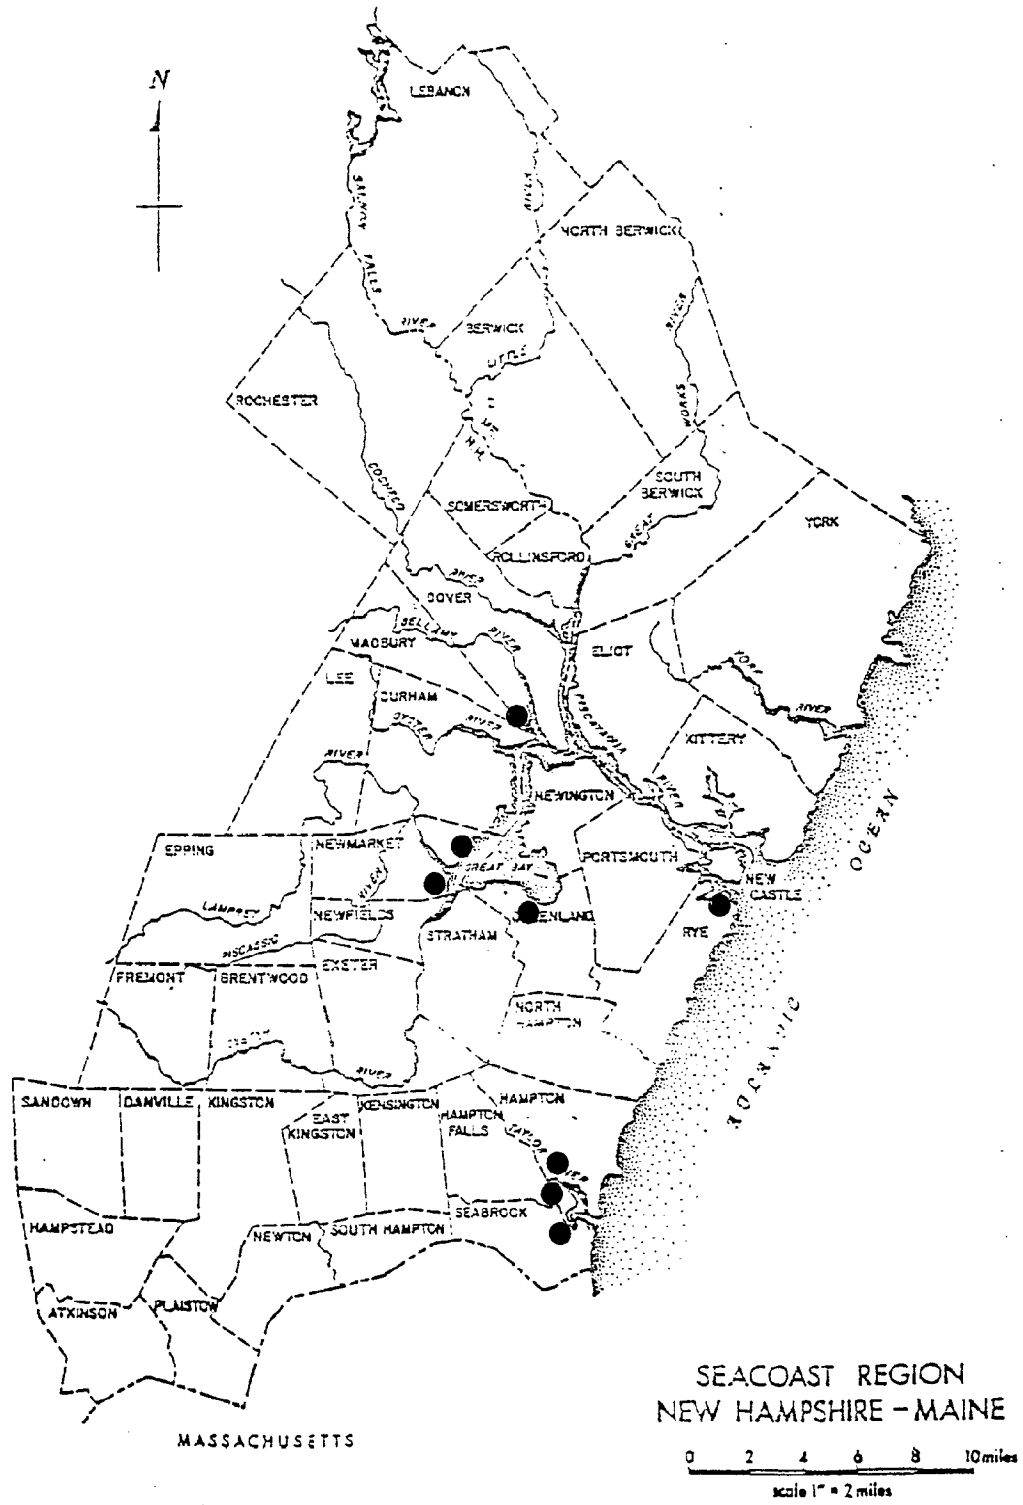 N
LEBANON
SALMON
FALLS
RIVER
RIVER
NORTH BERWICK
BERWICK
LITTLE
RIVER
WORKS
ROCHESTER
ME.
N.H.
COCHECO
SOMERSWORTH
SOUTH
BERWICK
GREAT
YORK
ROLLINSFORD
RIVER
DOVER
BELLAMY
RIVER
MADBURY
ELIOT
LEE
DURHAM
YORK
RIVER
OYSTER
RIVER
PISCATAQUA
RIVER
KITTERY
RIVER
NEWINGTON
OCEAN
EPPING
NEWMARKET
GREAT BAY
PORTSMOUTH
RIVER
NEW
CASTLE
LAMPREY
NEWFIELDS
STRATHAM
RYE
PISCASSIC
EXETER
FREMONT
BRENTWOOD
NORTH
HAMPTON
RIVER
SANDOWN
DANVILLE
KINGSTON
KENSINGTON
HAMPTON
EAST
KINGSTON
HAMPTON
FALLS
TAYLOR
SEABROOK
HAMPSTEAD
NEWTON
SOUTH HAMPTON
ATKINSON
PLAISTOW
MASSACHUSETTS
SEACOAST REGION
NEW HAMPSHIRE - MAINE
0 2 4 6 8 10 miles
scale 1" = 2 miles